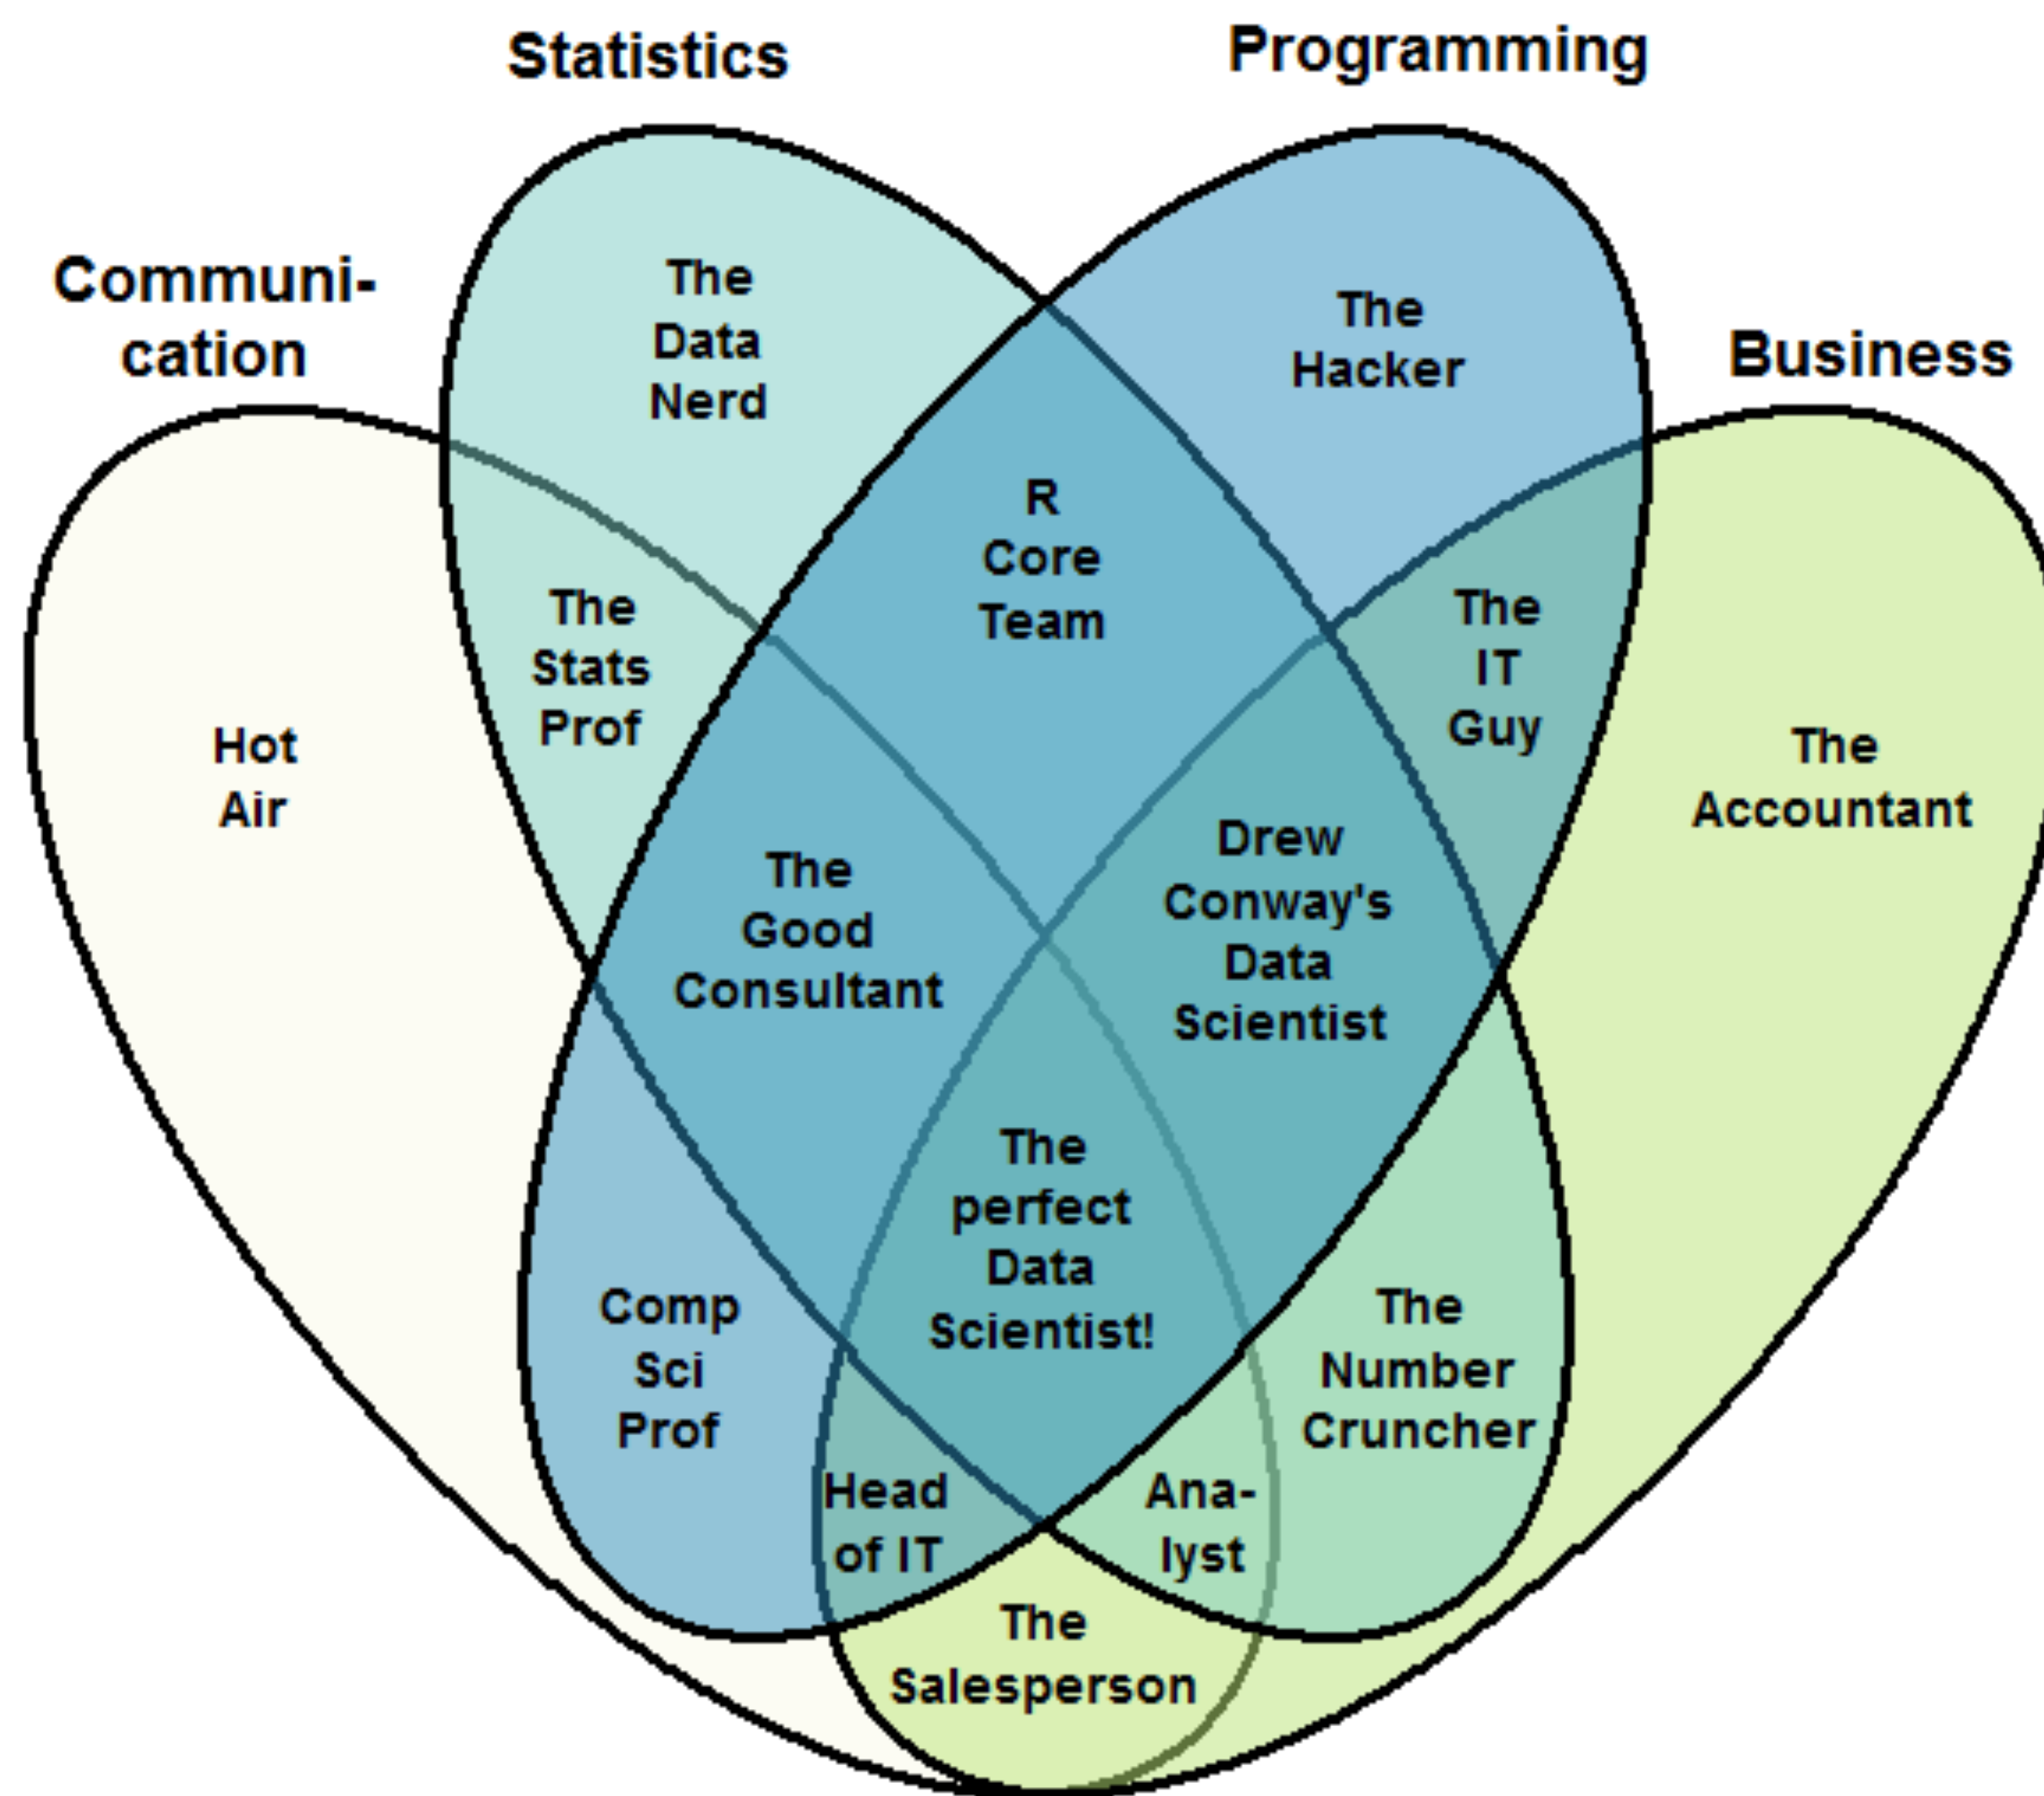 Statistics
Programming
Communi-
cation
Business
The
Data
Nerd
The
Hacker
R
Core
Team
The
Stats
Prof
The
IT
Guy
Hot
Air
The
Accountant
The
Good
Consultant
Drew
Conway's
Data
Scientist
The
perfect
Data
Scientist!
Comp
Sci
Prof
The
Number
Cruncher
Head
of IT
Ana-
lyst
The
Salesperson